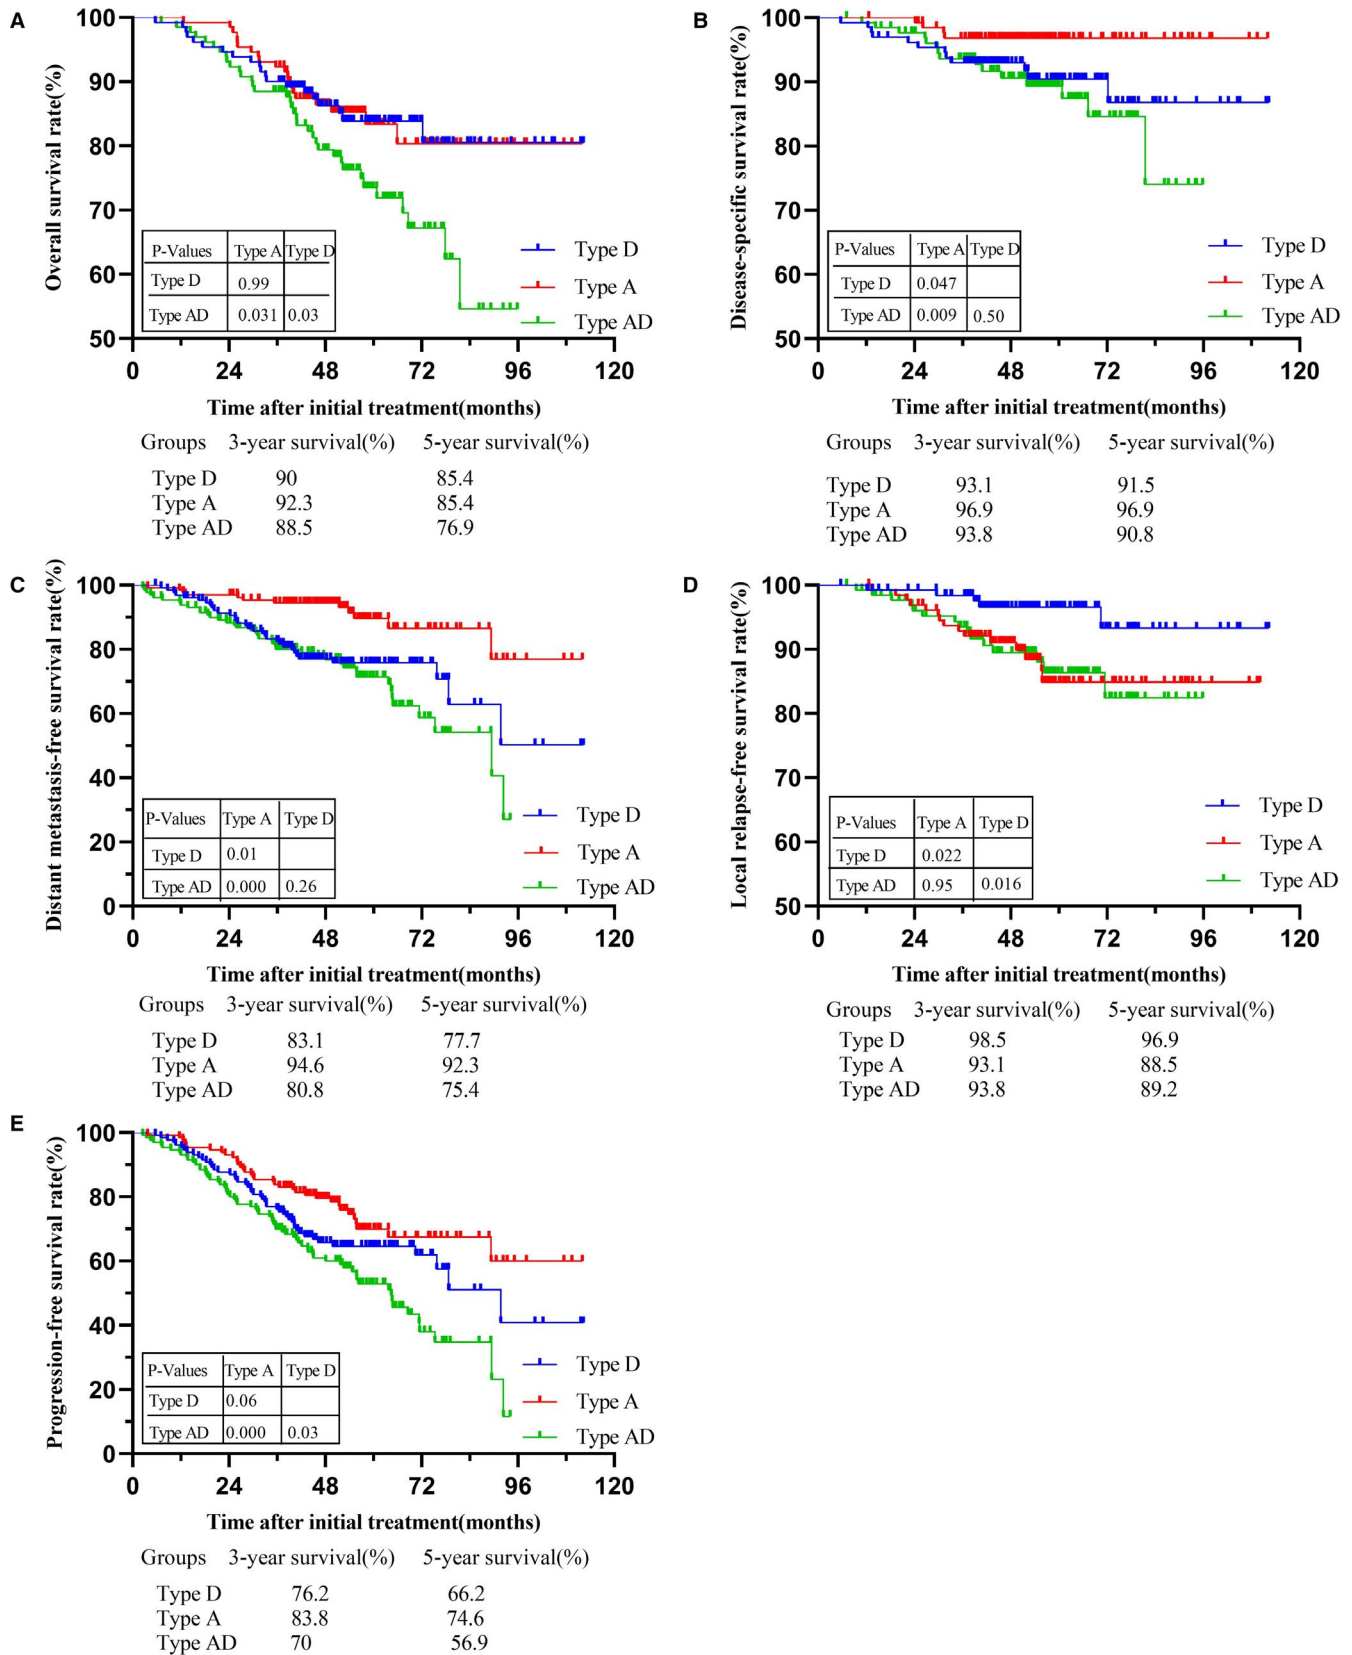 A
Overall survival rate(%)
100
90
80
70
60
50
P-Values Type A Type D
Type D 0.99
Type AD 0.031 0.03
Type D
Type A
Type AD
0 24 48 72 96 120
Time after initial treatment(months)
Groups 3-year survival(%) 5-year survival(%)
Type D 90 85.4
Type A 92.3 85.4
Type AD 88.5 76.9
B
Disease-specific survival rate(%)
100
90
80
70
60
50
P-Values Type A Type D
Type D 0.047
Type AD 0.009 0.50
Type D
Type A
Type AD
0 24 48 72 96 120
Time after initial treatment(months)
Groups 3-year survival(%) 5-year survival(%)
Type D 93.1 91.5
Type A 96.9 96.9
Type AD 93.8 90.8
C
Distant metastasis-free survival rate(%)
100
80
60
40
20
0
P-Values Type A Type D
Type D 0.01
Type AD 0.000 0.26
Type D
Type A
Type AD
0 24 48 72 96 120
Time after initial treatment(months)
Groups 3-year survival(%) 5-year survival(%)
Type D 83.1 77.7
Type A 94.6 92.3
Type AD 80.8 75.4
D
Local relapse-free survival rate(%)
100
90
80
70
60
50
P-Values Type A Type D
Type D 0.022
Type AD 0.95 0.016
Type D
Type A
Type AD
0 24 48 72 96 120
Time after initial treatment(months)
Groups 3-year survival(%) 5-year survival(%)
Type D 98.5 96.9
Type A 93.1 88.5
Type AD 93.8 89.2
E
Progression-free survival rate(%)
100
80
60
40
20
0
P-Values Type A Type D
Type D 0.06
Type AD 0.000 0.03
Type D
Type A
Type AD
0 24 48 72 96 120
Time after initial treatment(months)
Groups 3-year survival(%) 5-year survival(%)
Type D 76.2 66.2
Type A 83.8 74.6
Type AD 70 56.9